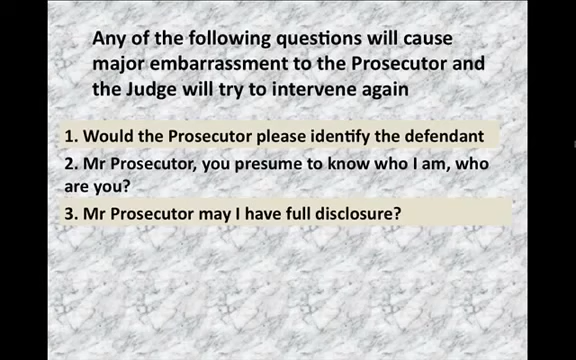 Any of the following questions will cause
major embarrassment to the Prosecutor and
the Judge will try to intervene again
1. Would the Prosecutor please identify the defendant
2. Mr Prosecutor, you presume to know who I am, who
are you?
3. Mr Prosecutor may I have full disclosure?